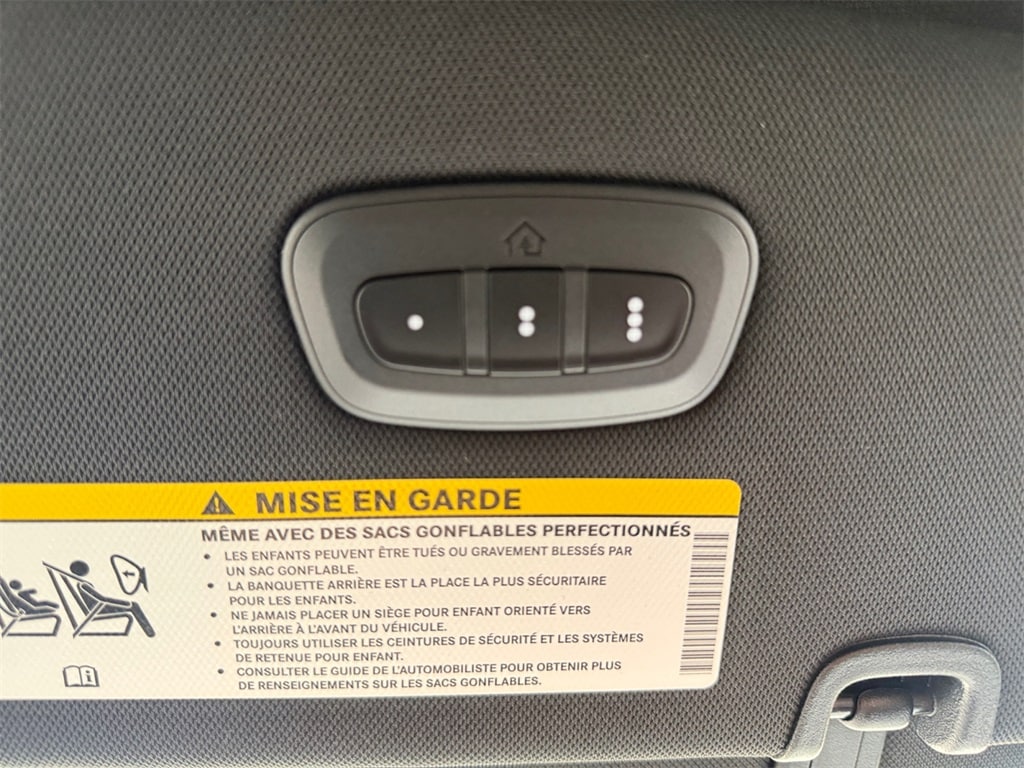 MISE EN GARDE
MÊME AVEC DES SACS GONFLABLES PERFECTIONNÉS
• LES ENFANTS PEUVENT ÊTRE TUÉS OU GRAVEMENT BLESSÉS PAR
UN SAC GONFLABLE.
• LA BANQUETTE ARRIÈRE EST LA PLACE LA PLUS SÉCURITAIRE
POUR LES ENFANTS.
• NE JAMAIS PLACER UN SIÈGE POUR ENFANT ORIENTÉ VERS
L'ARRIÈRE À L'AVANT DU VÉHICULE.
• TOUJOURS UTILISER LES CEINTURES DE SÉCURITÉ ET LES SYSTÈMES
DE RETENUE POUR ENFANT.
• CONSULTER LE GUIDE DE L'AUTOMOBILISTE POUR OBTENIR PLUS
DE RENSEIGNEMENTS SUR LES SACS GONFLABLES.